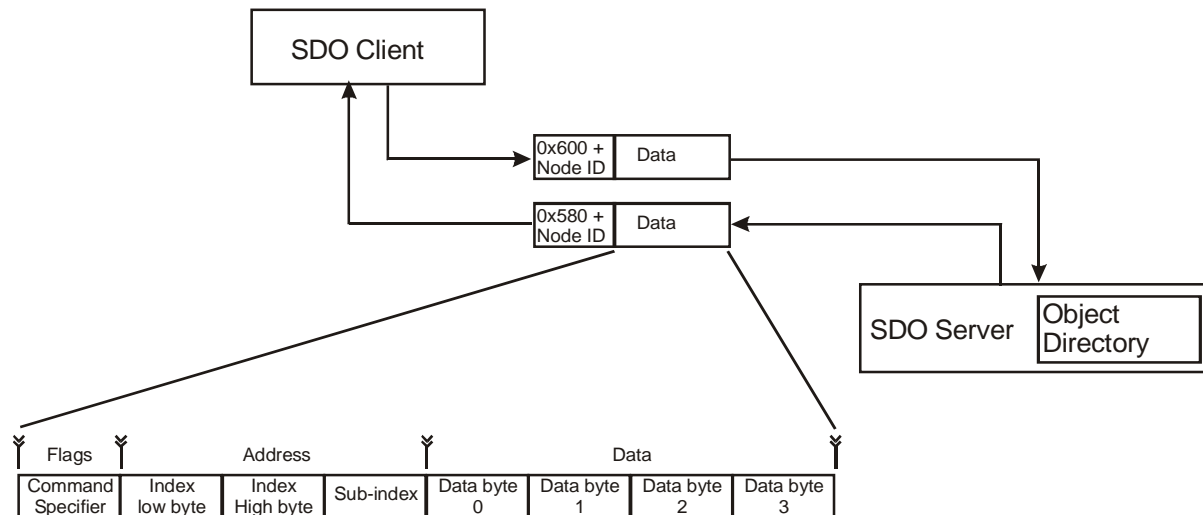 SDO Client
0x600 +
Node ID
Data
0x580 +
Node ID
Data
SDO Server
Object
Directory
Flags
Address
Data
Command
Specifier
Index
low byte
Index
High byte
Sub-index
Data byte
0
Data byte
1
Data byte
2
Data byte
3